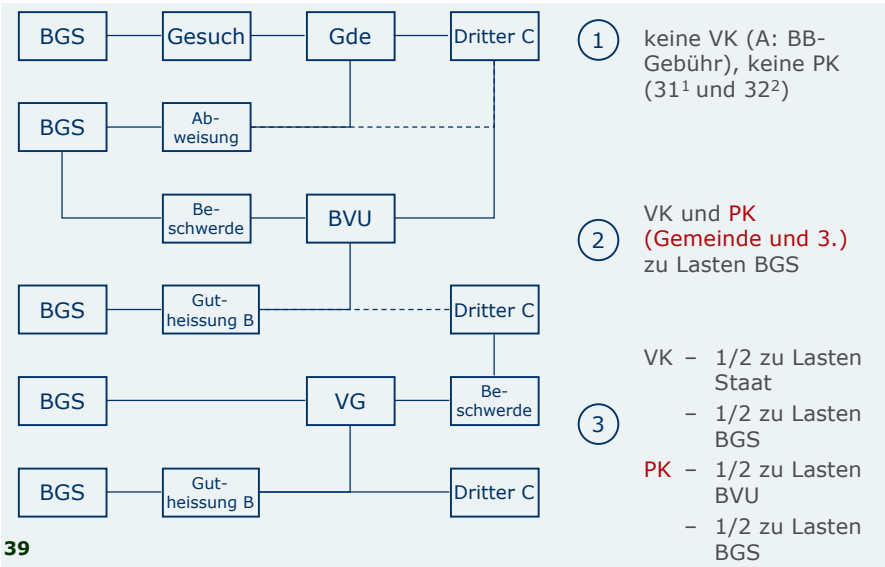 BGS
Gesuch
Gde
Dritter C
1
keine VK (A: BB-
Gebühr), keine PK
(31¹ und 32²)
BGS
Ab-
weisung
BGS
Be-
schwerde
BVU
2
VK und PK
(Gemeinde und 3.)
zu Lasten BGS
BGS
Gut-
heissung B
Dritter C
BGS
VG
Be-
schwerde
3
VK – 1/2 zu Lasten
Staat
– 1/2 zu Lasten
BGS
PK – 1/2 zu Lasten
BVU
– 1/2 zu Lasten
BGS
BGS
Gut-
heissung B
Dritter C
39